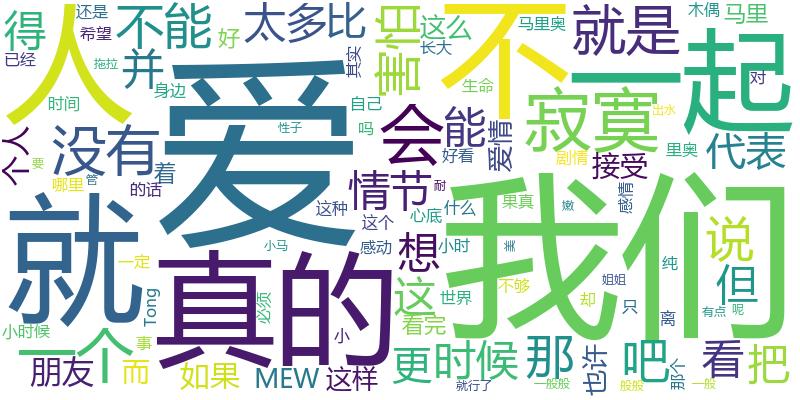 还是
得
人
不能
太多比
害怕
这么
不
就是
木偶
马里
希望
好
马里奥
已经
拖拉
并
其实
长大
一起
对
时间
身边
爱
自己
生命
会
能
寂寞
出水
性子
吗
爱情
没有
个人
好看
剧情
里奥
代表
要
哪里
管
着
的话
情节
接受
耐
果真
感情
就
这种
这个
心底
什么
嫩
我们
小马
感动
想
小时
美
说
一定
真的
这
世界
不够
姐姐
纯
但
Tong
必须
却
只
有点
呢
小时候
事
小
看完
离
一个
更
时候
那
也许
吧
那个
看
把
朋友
而
如果
MEW
这样
就行了
一般般
般般
一般